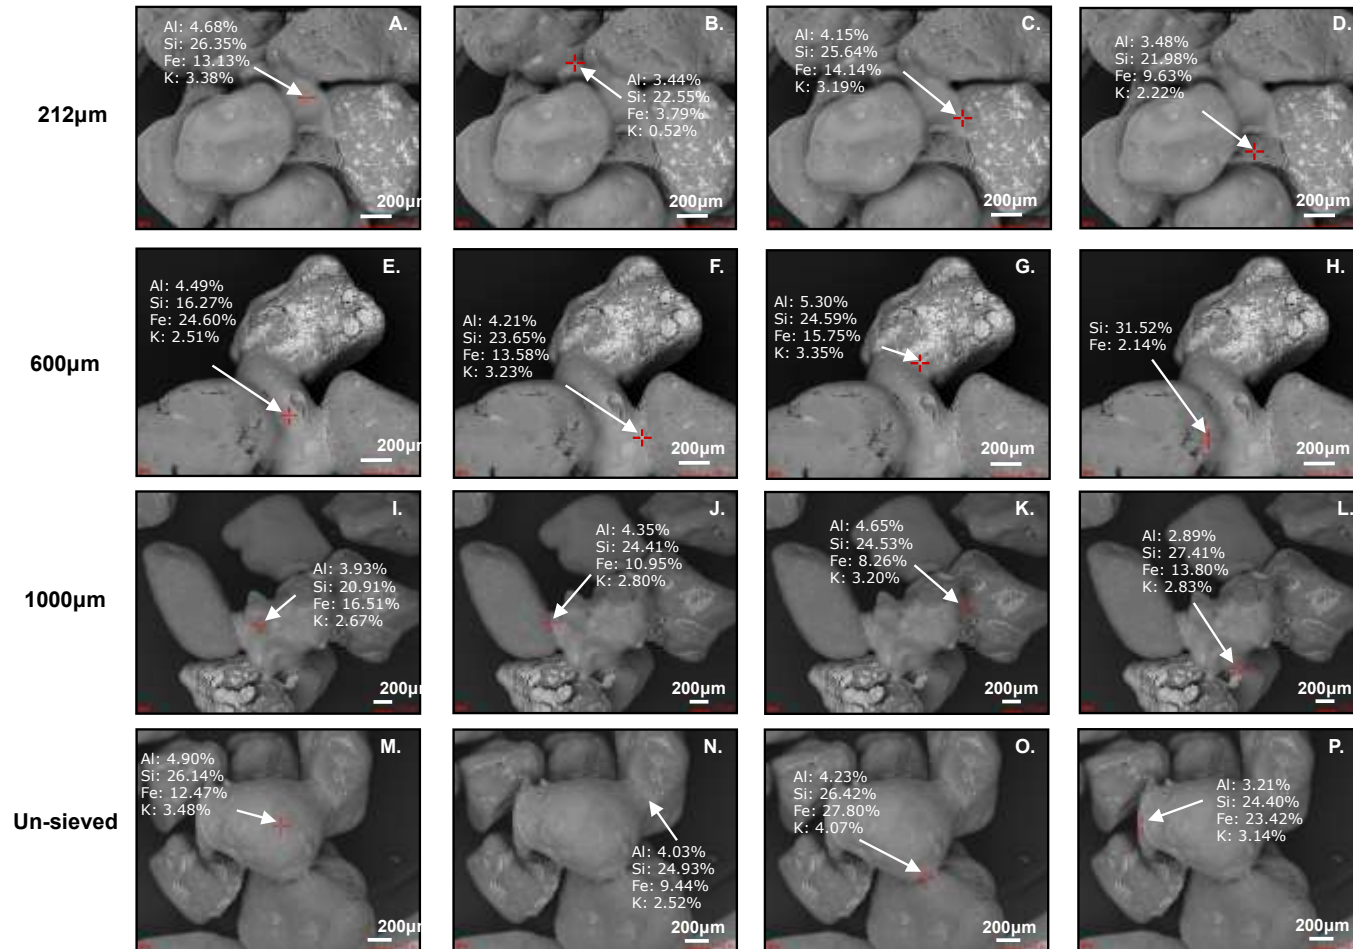 212µm
A.
Al: 4.68%
Si: 26.35%
Fe: 13.13%
K: 3.38%
200µm
B.
Al: 3.44%
Si: 22.55%
Fe: 3.79%
K: 0.52%
200µm
C.
Al: 4.15%
Si: 25.64%
Fe: 14.14%
K: 3.19%
200µm
D.
Al: 3.48%
Si: 21.98%
Fe: 9.63%
K: 2.22%
200µm
600µm
E.
Al: 4.49%
Si: 16.27%
Fe: 24.60%
K: 2.51%
200µm
F.
Al: 4.21%
Si: 23.65%
Fe: 13.58%
K: 3.23%
200µm
G.
Al: 5.30%
Si: 24.59%
Fe: 15.75%
K: 3.35%
200µm
H.
Si: 31.52%
Fe: 2.14%
200µm
1000µm
I.
Al: 3.93%
Si: 20.91%
Fe: 16.51%
K: 2.67%
200µm
J.
Al: 4.35%
Si: 24.41%
Fe: 10.95%
K: 2.80%
200µm
K.
Al: 4.65%
Si: 24.53%
Fe: 8.26%
K: 3.20%
200µm
L.
Al: 2.89%
Si: 27.41%
Fe: 13.80%
K: 2.83%
200µm
Un-sieved
M.
Al: 4.90%
Si: 26.14%
Fe: 12.47%
K: 3.48%
200µm
N.
Al: 4.03%
Si: 24.93%
Fe: 9.44%
K: 2.52%
200µm
O.
Al: 4.23%
Si: 26.42%
Fe: 27.80%
K: 4.07%
200µm
P.
Al: 3.21%
Si: 24.40%
Fe: 23.42%
K: 3.14%
200µm